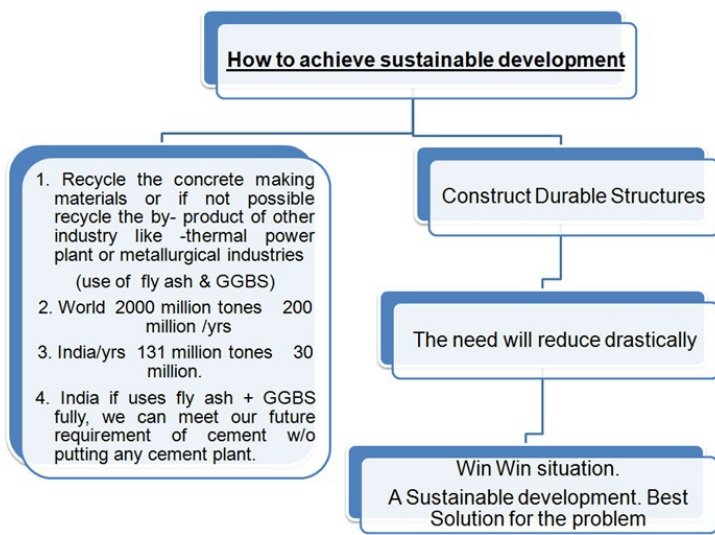 How to achieve sustainable development
1. Recycle the concrete making
materials or if not possible
recycle the by- product of other
industry like -thermal power
plant or metallurgical industries
(use of fly ash & GGBS)
2. World 2000 million tones 200
million /yrs
3. India/yrs 131 million tones 30
million.
4. India if uses fly ash + GGBS
fully, we can meet our future
requirement of cement w/o
putting any cement plant.
Construct Durable Structures
The need will reduce drastically
Win Win situation.
A Sustainable development. Best
Solution for the problem